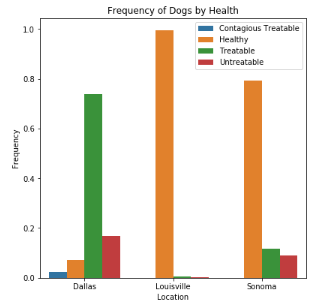 Frequency of Dogs by Health
Contagious Treatable
Healthy
Treatable
Untreatable
1.0
0.8
0.6
0.4
0.2
0.0
Frequency
Dallas Louisville Sonoma
Location